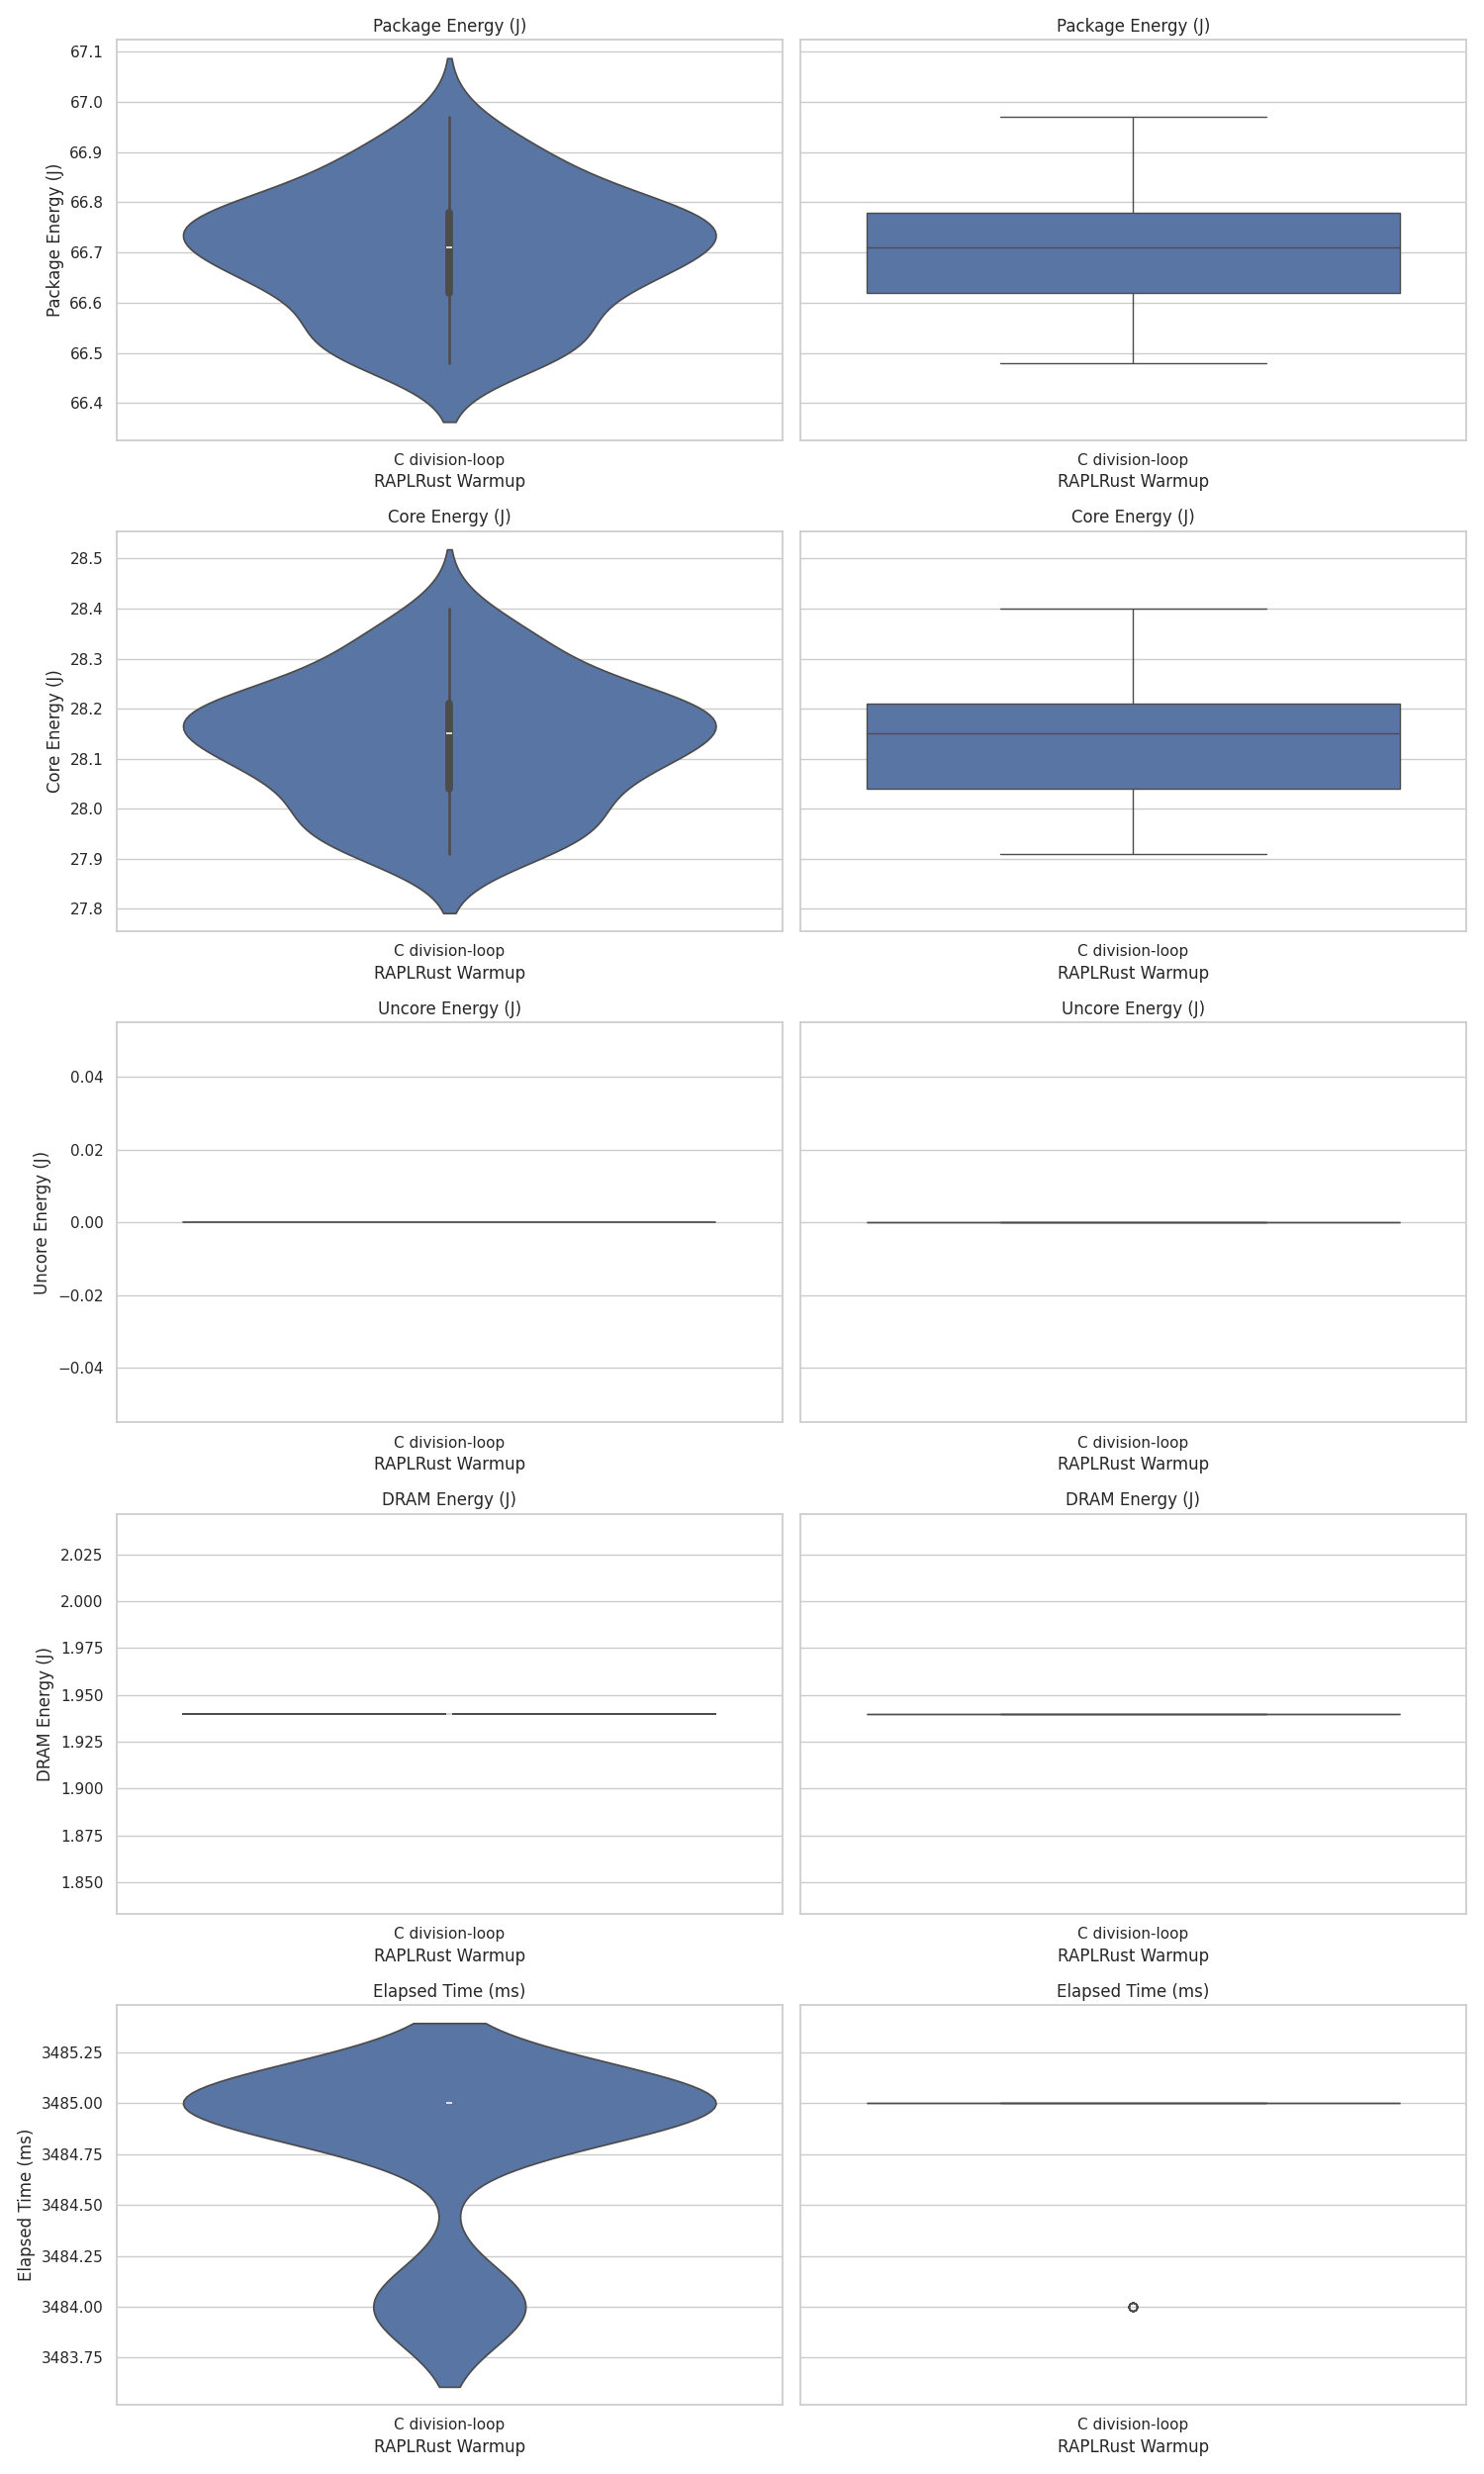 Package Energy (J)
Package Energy (J)
67.1
67.0
66.9
66.8
66.7
66.6
66.5
66.4
Package Energy (J)
C division-loop
C division-loop
RAPLRust Warmup
RAPLRust Warmup
Core Energy (J)
Core Energy (J)
28.5
28.4
28.3
28.2
28.1
28.0
27.9
27.8
Core Energy (J)
C division-loop
C division-loop
RAPLRust Warmup
RAPLRust Warmup
Uncore Energy (J)
Uncore Energy (J)
0.04
0.02
0.00
−0.02
−0.04
Uncore Energy (J)
C division-loop
C division-loop
RAPLRust Warmup
RAPLRust Warmup
DRAM Energy (J)
DRAM Energy (J)
2.025
2.000
1.975
1.950
1.925
1.900
1.875
1.850
DRAM Energy (J)
C division-loop
C division-loop
RAPLRust Warmup
RAPLRust Warmup
Elapsed Time (ms)
Elapsed Time (ms)
3485.25
3485.00
3484.75
3484.50
3484.25
3484.00
3483.75
Elapsed Time (ms)
C division-loop
C division-loop
RAPLRust Warmup
RAPLRust Warmup